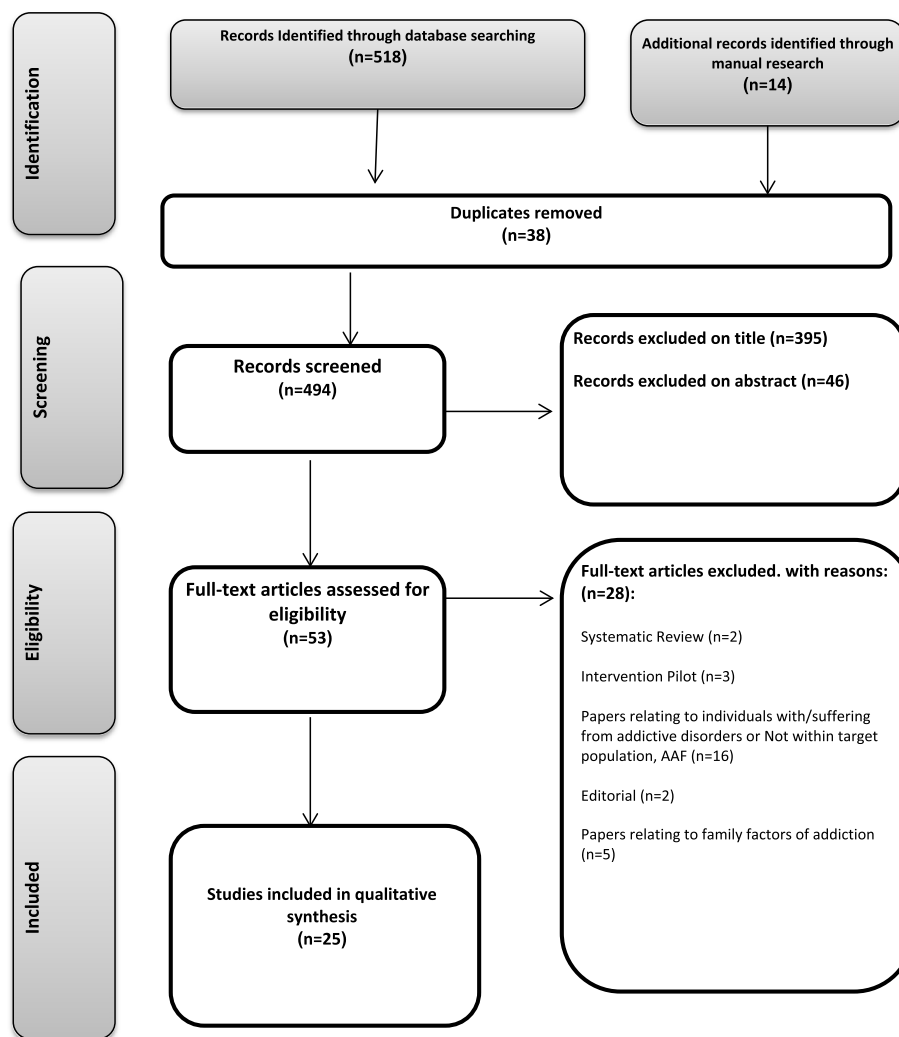 Identification
Records Identified through database searching
(n=518)
Additional records identified through
manual research
(n=14)
Duplicates removed
(n=38)
Screening
Records screened
(n=494)
Records excluded on title (n=395)
Records excluded on abstract (n=46)
Eligibility
Full-text articles assessed for
eligibility
(n=53)
Full-text articles excluded. with reasons:
(n=28):
Systematic Review (n=2)
Intervention Pilot (n=3)
Papers relating to individuals with/suffering
from addictive disorders or Not within target
population, AAF (n=16)
Editorial (n=2)
Papers relating to family factors of addiction
(n=5)
Included
Studies included in qualitative
synthesis
(n=25)